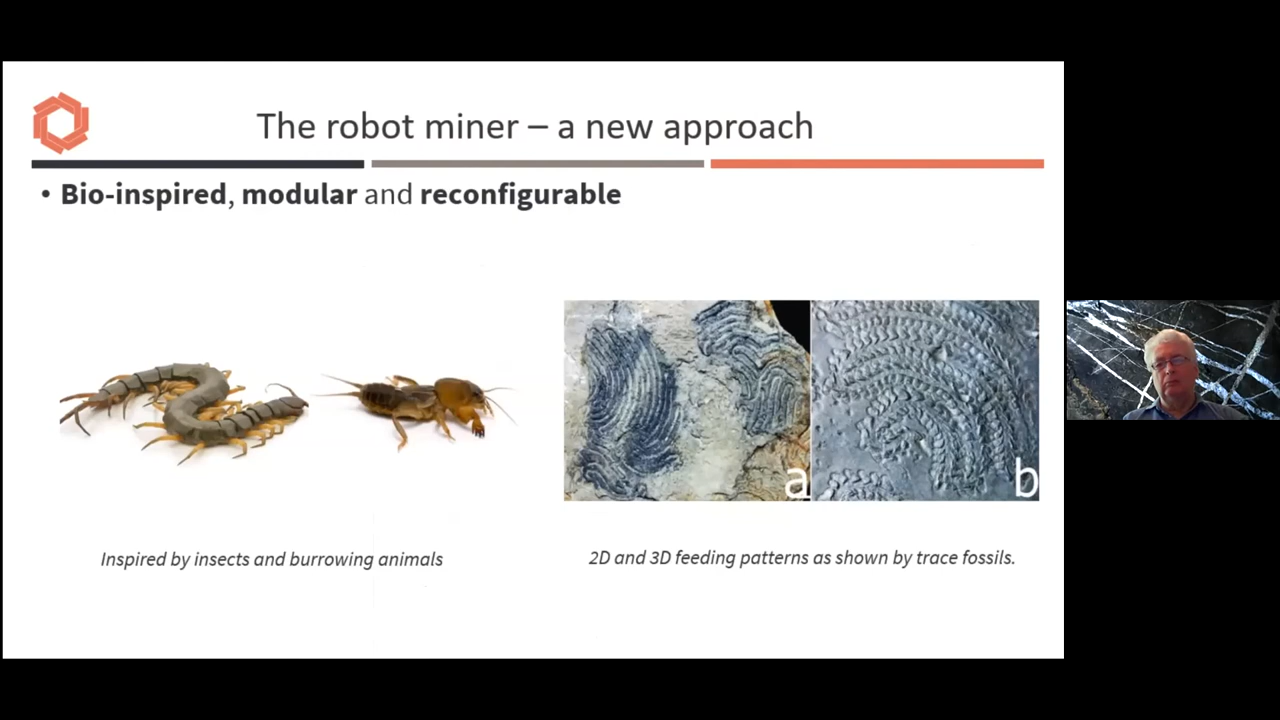 The robot miner – a new approach
• Bio-inspired, modular and reconfigurable
a
b
Inspired by insects and burrowing animals
2D and 3D feeding patterns as shown by trace fossils.